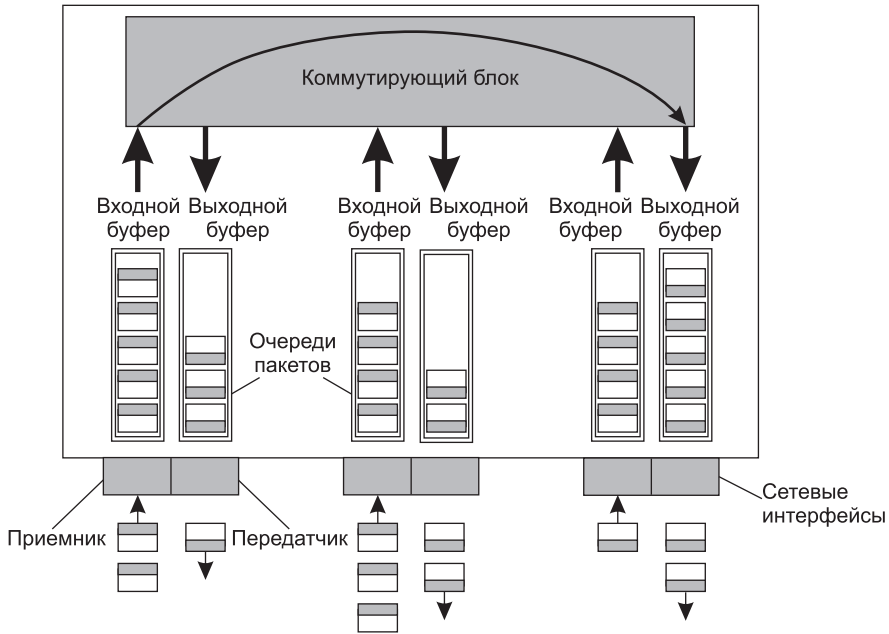 Коммутирующий блок
Входной Выходной
буфер буфер
Входной Выходной
буфер буфер
Входной Выходной
буфер буфер
Очереди
пакетов
Приемник
Передатчик
Сетевые
интерфейсы